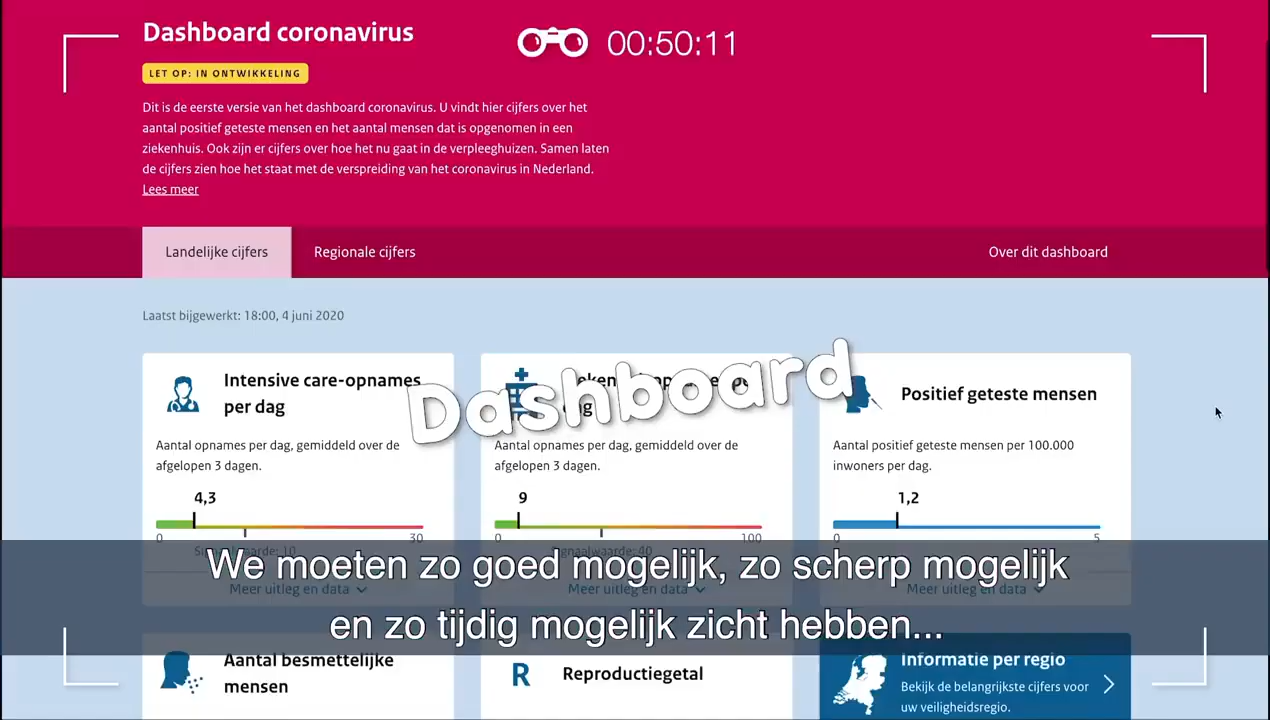 Dashboard coronavirus
00:50:11
LET OP: IN ONTWIKKELING
Dit is de eerste versie van het dashboard coronavirus. U vindt hier cijfers over het
aantal positief geteste mensen en het aantal mensen dat is opgenomen in een
ziekenhuis. Ook zijn er cijfers over hoe het nu gaat in de verpleeghuizen. Samen laten
de cijfers zien hoe het staat met de verspreiding van het coronavirus in Nederland.
Lees meer
Landelijke cijfers
Regionale cijfers
Over dit dashboard
Laatst bijgewerkt: 18:00, 4 juni 2020
Dashboard
Intensive care-opnames
per dag
Aantal opnames per dag, gemiddeld over de
afgelopen 3 dagen.
4,3
0
30
Signaalwaarde: 10
Meer uitleg en data
Aantal opnames per dag, gemiddeld over de
afgelopen 3 dagen.
9
0
100
Signaalwaarde: 40
Meer uitleg en data
Positief geteste mensen
Aantal positief geteste mensen per 100.000
inwoners per dag.
1,2
0
5
Meer uitleg en data
We moeten zo goed mogelijk, zo scherp mogelijk
en zo tijdig mogelijk zicht hebben...
Aantal besmettelijke
mensen
R
Reproductiegetal
Informatie per regio
Bekijk de belangrijkste cijfers voor
uw veiligheidsregio.